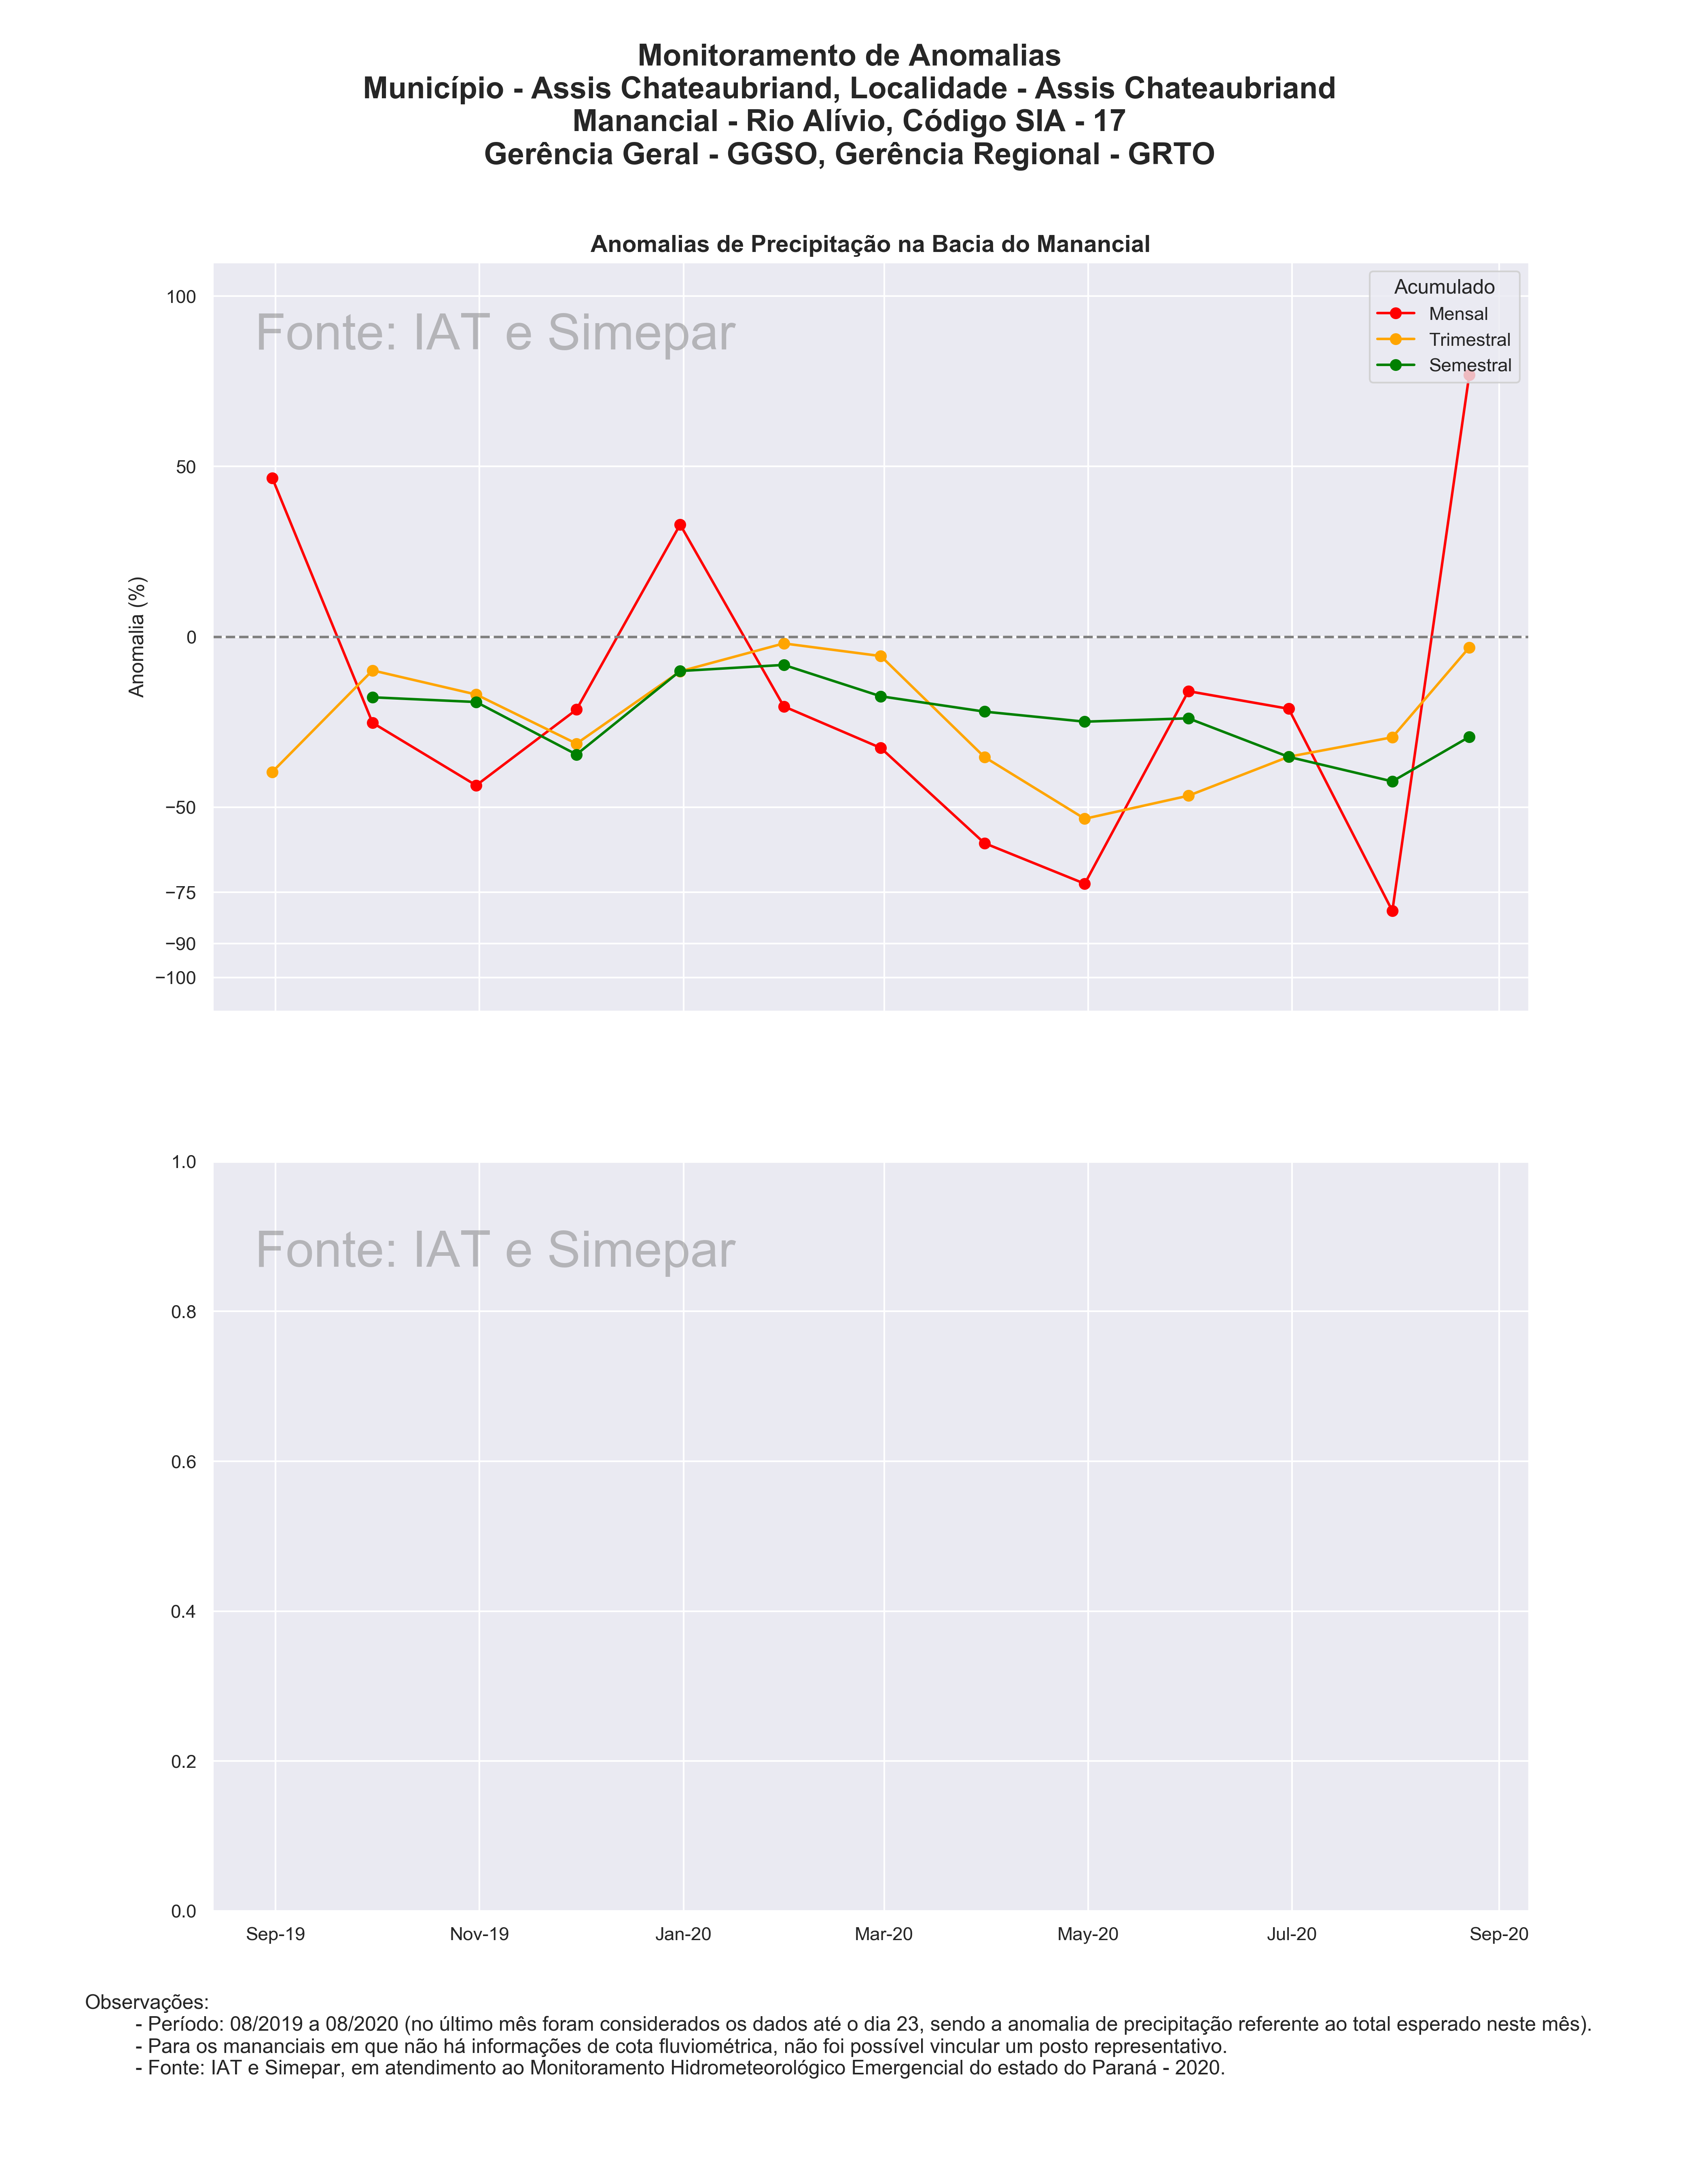 Monitoramento de Anomalias
Município - Assis Chateaubriand, Localidade - Assis Chateaubriand
Manancial - Rio Alívio, Código SIA - 17
Gerência Geral - GGSO, Gerência Regional - GRTO
Anomalias de Precipitação na Bacia do Manancial
Fonte: IAT e Simepar
Acumulado
Mensal
Trimestral
Semestral
Anomalia (%)
100
50
0
−50
−75
−90
−100
Fonte: IAT e Simepar
1.0
0.8
0.6
0.4
0.2
0.0
Sep-19 Nov-19 Jan-20 Mar-20 May-20 Jul-20 Sep-20
Observações:
- Período: 08/2019 a 08/2020 (no último mês foram considerados os dados até o dia 23, sendo a anomalia de precipitação referente ao total esperado neste mês).
- Para os mananciais em que não há informações de cota fluviométrica, não foi possível vincular um posto representativo.
- Fonte: IAT e Simepar, em atendimento ao Monitoramento Hidrometeorológico Emergencial do estado do Paraná - 2020.